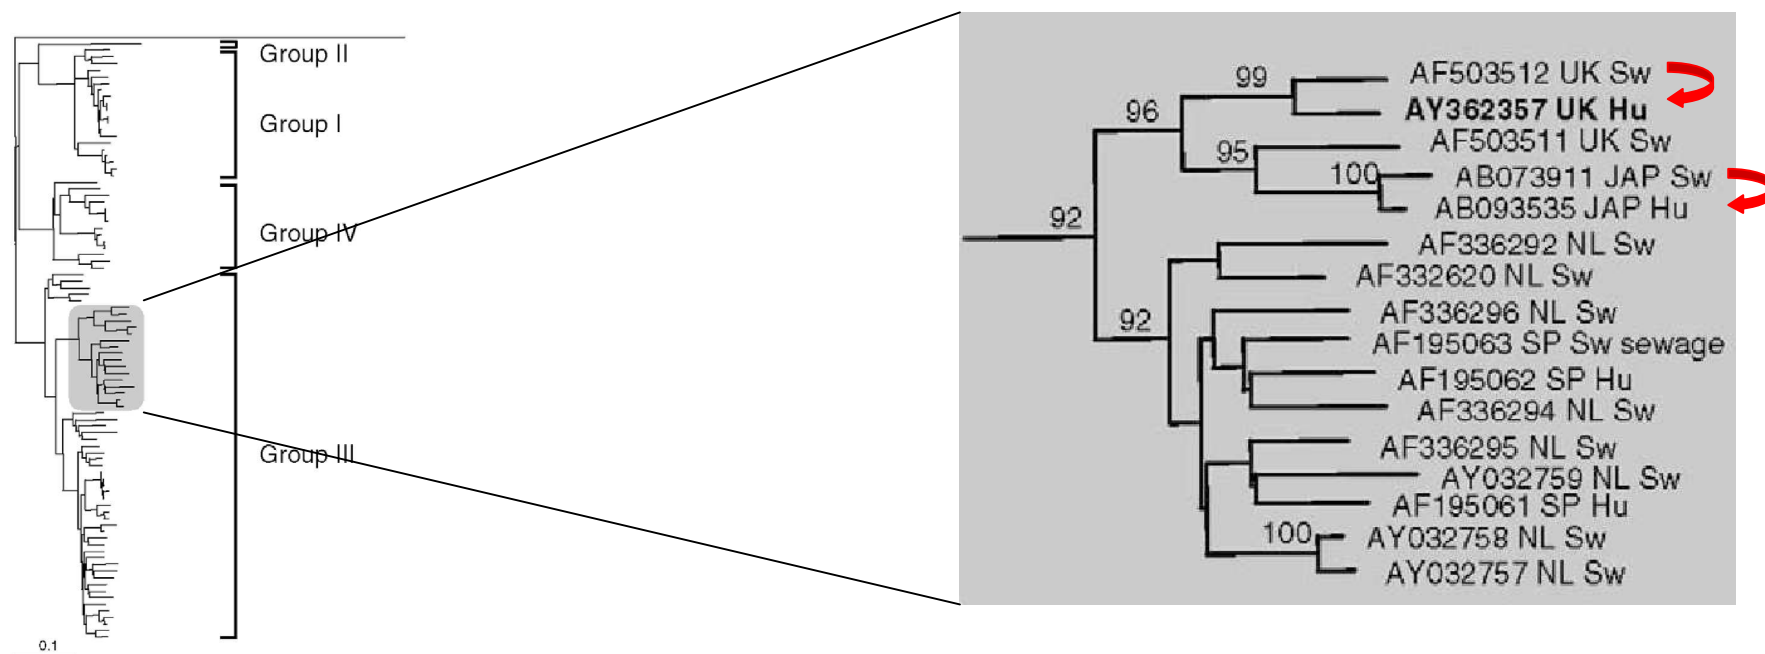 Group II
Group I
Group IV
Group III
0.1
99
AF503512 UK Sw
96
AY362357 UK Hu
AF503511 UK Sw
95
100
AB073911 JAP Sw
AB093535 JAP Hu
92
AF336292 NL Sw
AF332620 NL Sw
AF336296 NL Sw
92
AF195063 SP Sw sewage
AF195062 SP Hu
AF336294 NL Sw
AF336295 NL Sw
AY032759 NL Sw
AF195061 SP Hu
100
AY032758 NL Sw
AY032757 NL Sw